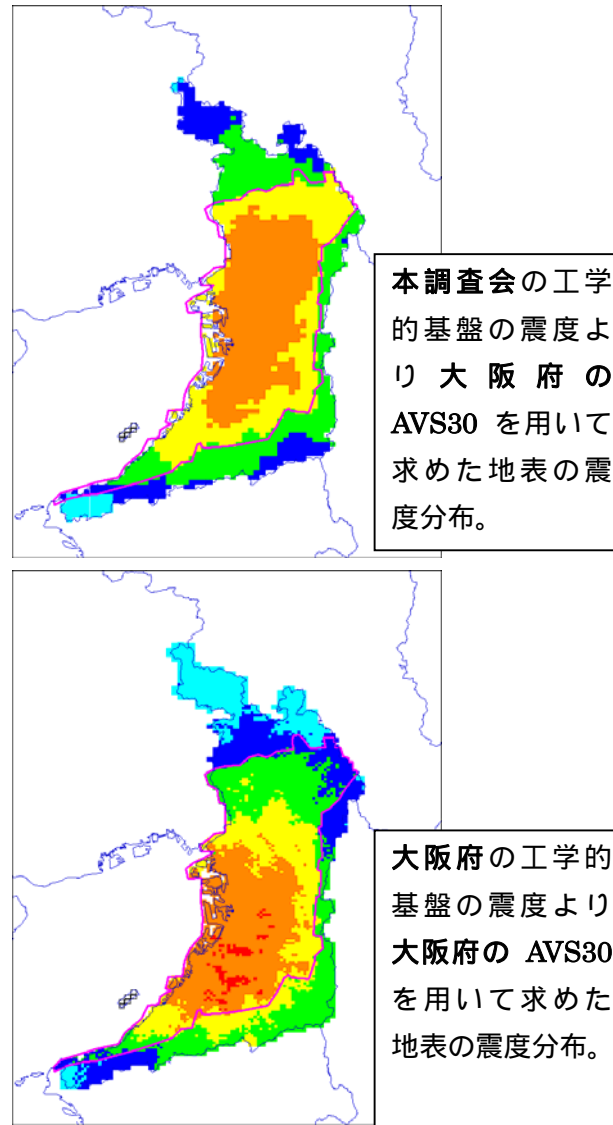 本調査会の工学
的基盤の震度よ
り大阪府の
AVS30 を用いて
求めた地表の震
度分布。
大阪府の工学的
基盤の震度より
大阪府の AVS30
を用いて求めた
地表の震度分布。